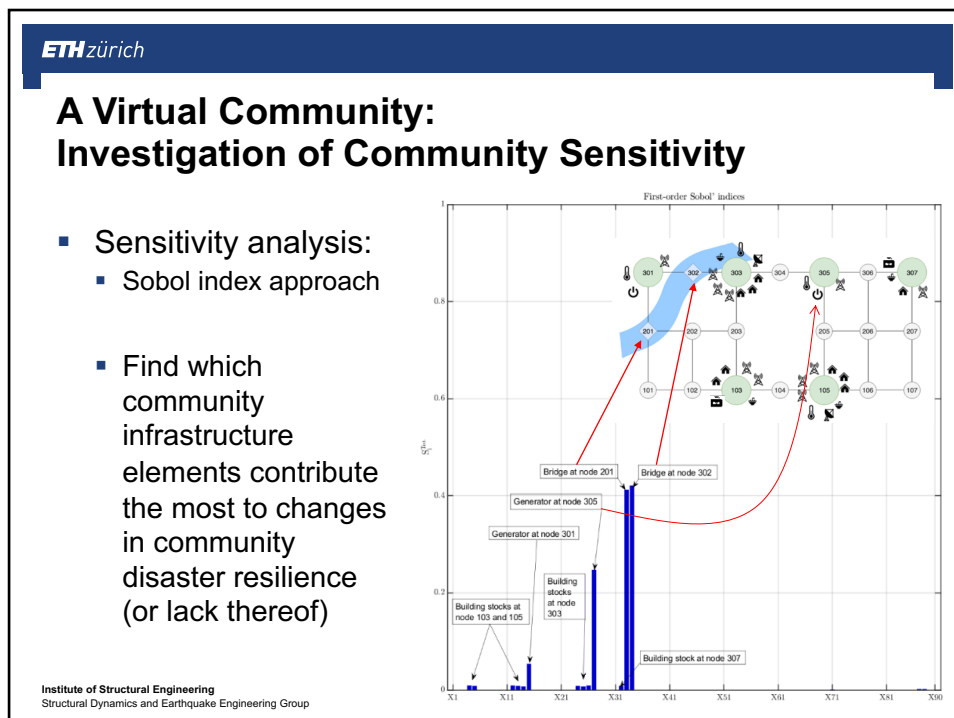 ETH zürich
A Virtual Community:
Investigation of Community Sensitivity
Sensitivity analysis:
Sobol index approach
Find which
community
infrastructure
elements contribute
the most to changes
in community
disaster resilience
(or lack thereof)
First-order Sobol' indices
1
0.8
0.6
0.4
0.2
0
301
302
303
304
305
306
307
201
202
203
205
206
207
101
102
103
104
105
106
107
Bridge at node 201
Bridge at node 302
Generator at node 305
Generator at node 301
Building
stocks
at node
303
Building stocks at
node 103 and 105
Building stock at node 307
X1
X11
X21
X31
X41
X51
X61
X71
X81
X90
Institute of Structural Engineering
Structural Dynamics and Earthquake Engineering Group